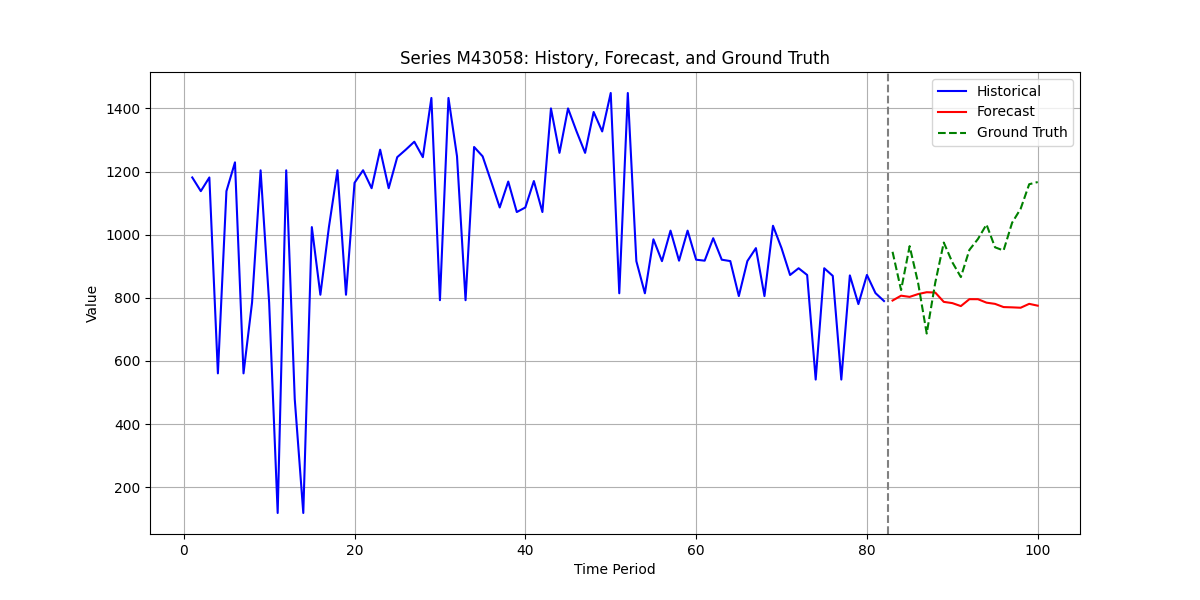 Series M43058: History, Forecast, and Ground Truth
Historical
Forecast
Ground Truth
1400
1200
1000
800
600
400
200
Value
0 20 40 60 80 100
Time Period